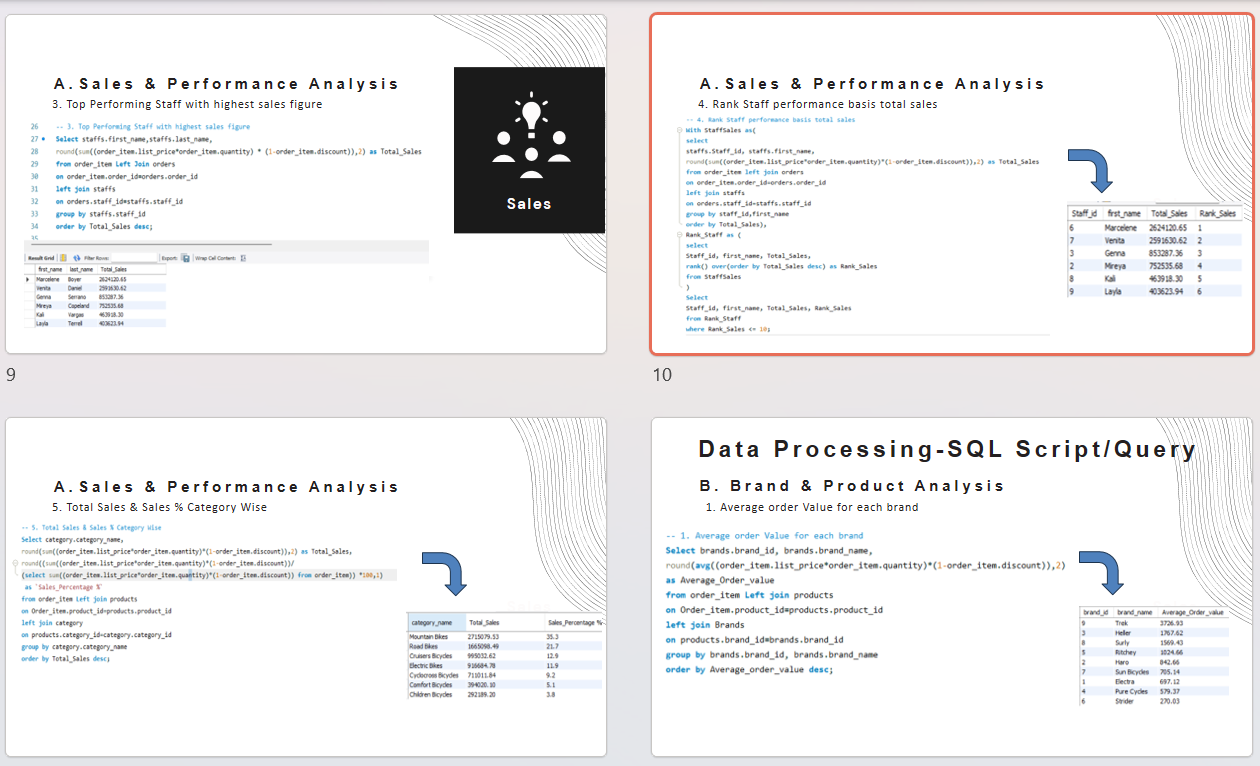 A. Sales & Performance Analysis
3. Top Performing Staff with highest sales figure
26 -- 3. Top Performing Staff with highest sales figure
27 Select staffs.first_name,staffs.last_name,
28 round(sum((order_item.list_price*order_item.quantity) * (1-order_item.discount)),2) as Total_Sales
29 from order_item Left Join orders
30 on order_item.order_id=orders.order_id
31 left join staffs
32 on orders.staff_id=staffs.staff_id
33 group by staffs.staff_id
34 order by Total_Sales desc;
35
Result Grid Filter Rows: Export: Wrap Cell Content:
first_name last_name Total_Sales
Marcelene Boyer 2624120.65
Venita Daniel 2591630.62
Genna Serrano 853287.36
Mireya Copeland 752535.68
Kali Vargas 463918.30
Layla Terrell 403623.94
Sales
9
A. Sales & Performance Analysis
4. Rank Staff performance basis total sales
-- 4. Rank Staff performance basis total sales
With StaffSales as(
select
staffs.Staff_id, staffs.first_name,
round(sum((order_item.list_price*order_item.quantity)*(1-order_item.discount)),2) as Total_Sales
from order_item left join orders
on order_item.order_id=orders.order_id
left join staffs
on orders.staff_id=staffs.staff_id
group by staff_id,first_name
order by Total_Sales),
Rank_Staff as (
select
Staff_id, first_name, Total_Sales,
rank() over(order by Total_Sales desc) as Rank_Sales
from StaffSales
)
Select
Staff_id, first_name, Total_Sales, Rank_Sales
from Rank_Staff
where Rank_Sales <= 10;
Staff_id first_name Total_Sales Rank_Sales
6 Marcelene 2624120.65 1
7 Venita 2591630.62 2
3 Genna 853287.36 3
2 Mireya 752535.68 4
8 Kali 463918.30 5
9 Layla 403623.94 6
10
A. Sales & Performance Analysis
5. Total Sales & Sales % Category Wise
-- 5. Total Sales & Sales % Category Wise
Select category.category_name,
round(sum((order_item.list_price*order_item.quantity)*(1-order_item.discount)),2) as Total_Sales,
round((sum((order_item.list_price*order_item.quantity)*(1-order_item.discount))/
(select sum((order_item.list_price*order_item.quantity)*(1-order_item.discount)) from order_item)) *100,1)
as `Sales_Percentage %`
from order_item Left join products
on Order_item.product_id=products.product_id
left join category
on products.category_id=category.category_id
group by category.category_name
order by Total_Sales desc;
category_name Total_Sales Sales_Percentage %
Mountain Bikes 2715079.53 35.3
Road Bikes 1665098.49 21.7
Cruisers Bicycles 995032.62 12.9
Electric Bikes 916684.78 11.9
Cyclocross Bicycles 711011.84 9.2
Comfort Bicycles 394020.10 5.1
Children Bicycles 292189.20 3.8
Data Processing-SQL Script/Query
B. Brand & Product Analysis
1. Average order Value for each brand
-- 1. Average order Value for each brand
Select brands.brand_id, brands.brand_name,
round(avg((order_item.list_price*order_item.quantity)*(1-order_item.discount)),2)
as Average_Order_value
from order_item Left join products
on Order_item.product_id=products.product_id
left join Brands
on products.brand_id=brands.brand_id
group by brands.brand_id, brands.brand_name
order by Average_order_value desc;
brand_id brand_name Average_Order_value
9 Trek 3726.93
3 Heller 1767.62
8 Surly 1569.43
5 Ritchey 1024.66
2 Haro 842.66
7 Sun Bicycles 705.14
1 Electra 697.12
4 Pure Cycles 579.37
6 Strider 270.03